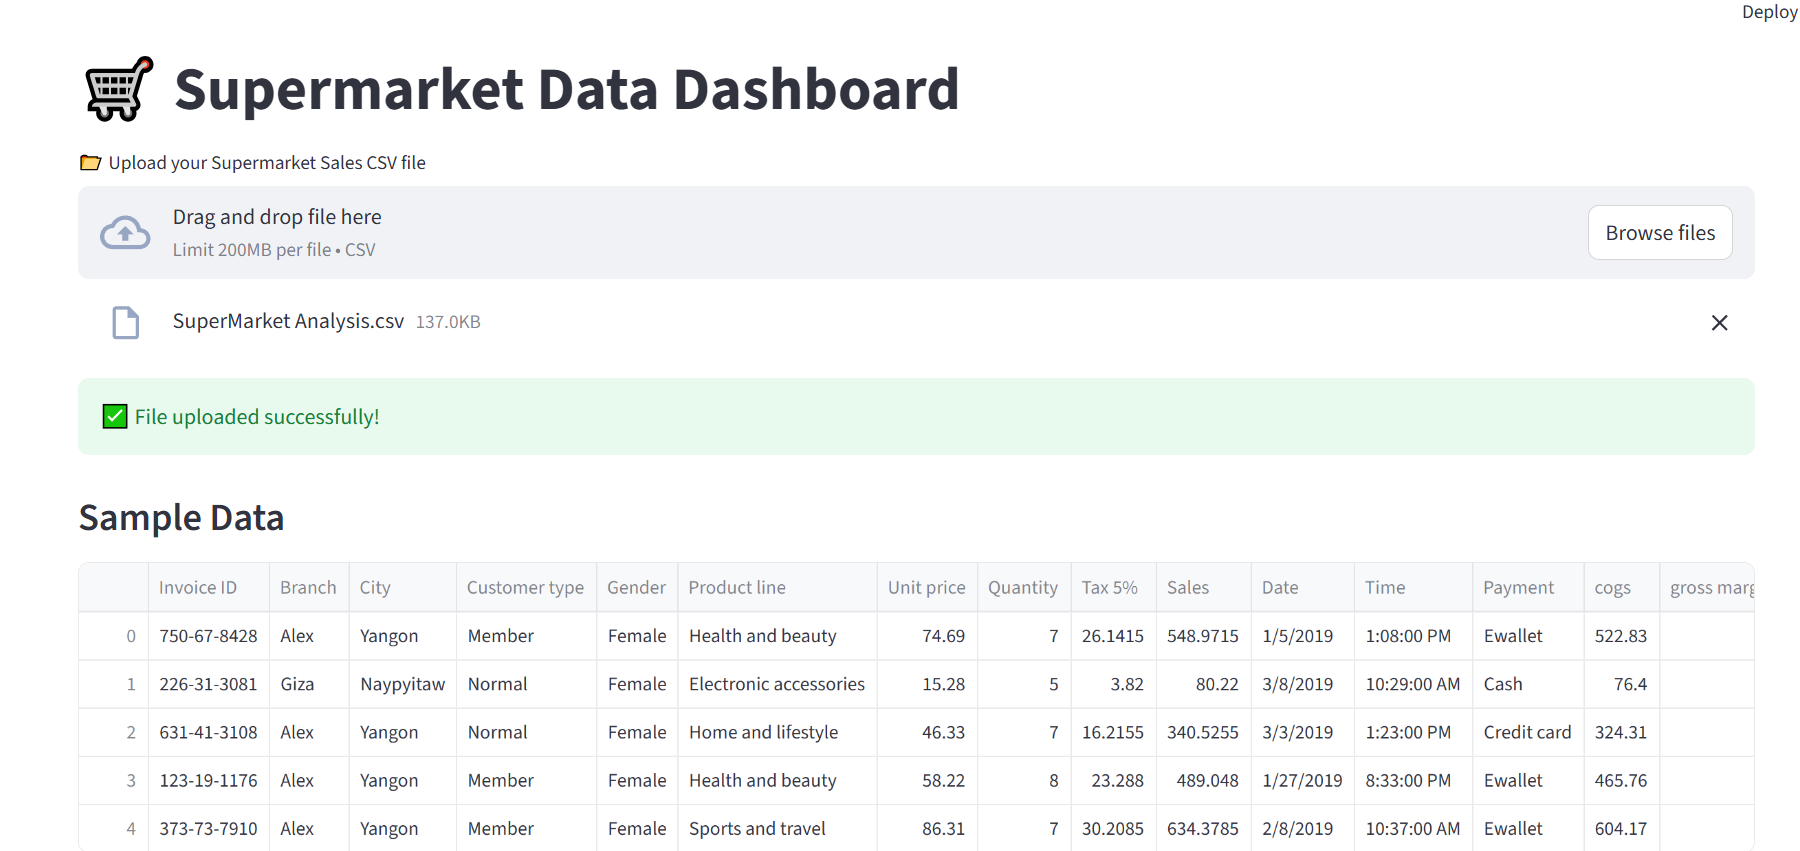 Deploy
Supermarket Data Dashboard
Upload your Supermarket Sales CSV file
Drag and drop file here
Limit 200MB per file • CSV
Browse files
SuperMarket Analysis.csv 137.0KB
File uploaded successfully!
Sample Data
Invoice ID Branch City Customer type Gender Product line Unit price Quantity Tax 5% Sales Date Time Payment cogs gross marg
0 750-67-8428 Alex Yangon Member Female Health and beauty 74.69 7 26.1415 548.9715 1/5/2019 1:08:00 PM Ewallet 522.83
1 226-31-3081 Giza Naypyitaw Normal Female Electronic accessories 15.28 5 3.82 80.22 3/8/2019 10:29:00 AM Cash 76.4
2 631-41-3108 Alex Yangon Normal Female Home and lifestyle 46.33 7 16.2155 340.5255 3/3/2019 1:23:00 PM Credit card 324.31
3 123-19-1176 Alex Yangon Member Female Health and beauty 58.22 8 23.288 489.048 1/27/2019 8:33:00 PM Ewallet 465.76
4 373-73-7910 Alex Yangon Member Female Sports and travel 86.31 7 30.2085 634.3785 2/8/2019 10:37:00 AM Ewallet 604.17